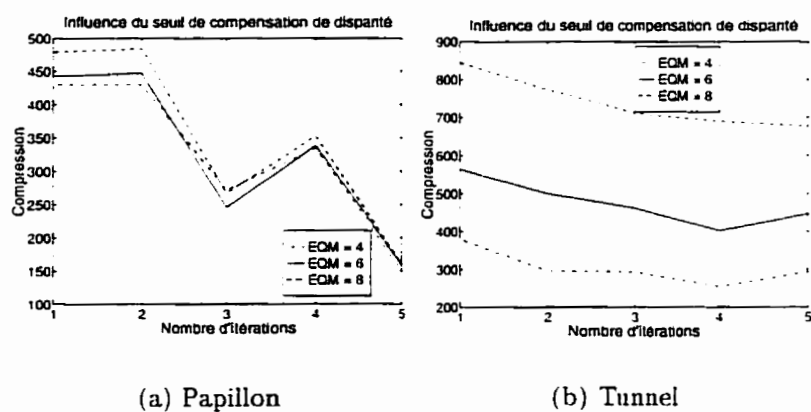 Influence du seuil de compensation de disparité
Compression
500
450
400
350
300
250
200
150
100
EQM = 4
EQM = 6
EQM = 8
1 2 3 4 5
Nombre d'itérations
(a) Papillon
Influence du seuil de compensation de disparité
Compression
900
800
700
600
500
400
300
200
EQM = 4
EQM = 6
EQM = 8
1 2 3 4 5
Nombre d'itérations
(b) Tunnel